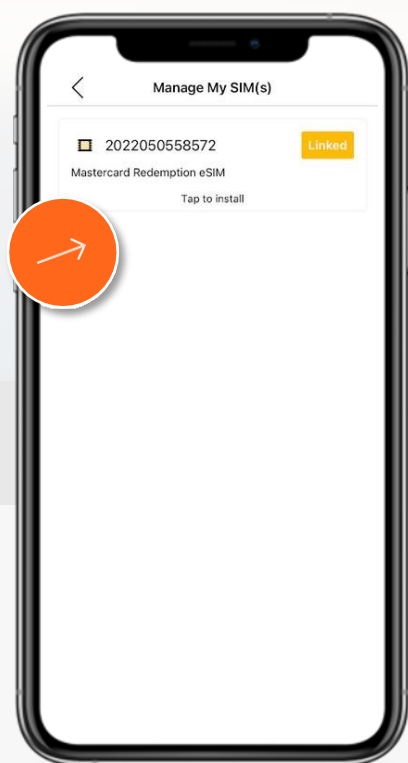 Manage My SIM(s)
2022050558572
Linked
Mastercard Redemption eSIM
Tap to install